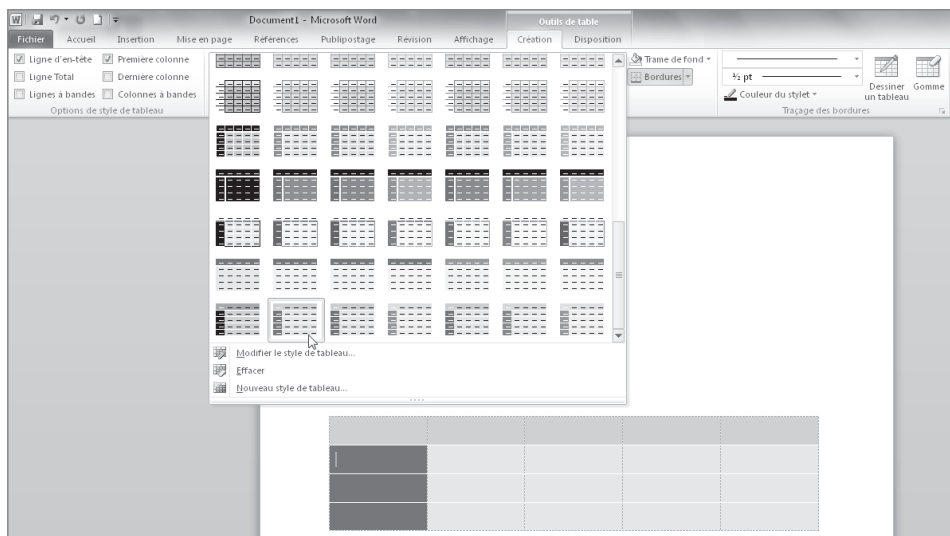 Document1 - Microsoft Word
Outils de table
Fichier Accueil Insertion Mise en page Références Publipostage Révision Affichage Création Disposition
Ligne d'en-tête Première colonne
Ligne Total Dernière colonne
Lignes à bandes Colonnes à bandes
Options de style de tableau
Trame de fond
Bordures
½ pt
Couleur du stylet
Dessiner un tableau
Gomme
Traçage des bordures
Modifier le style de tableau...
Effacer
Nouveau style de tableau...